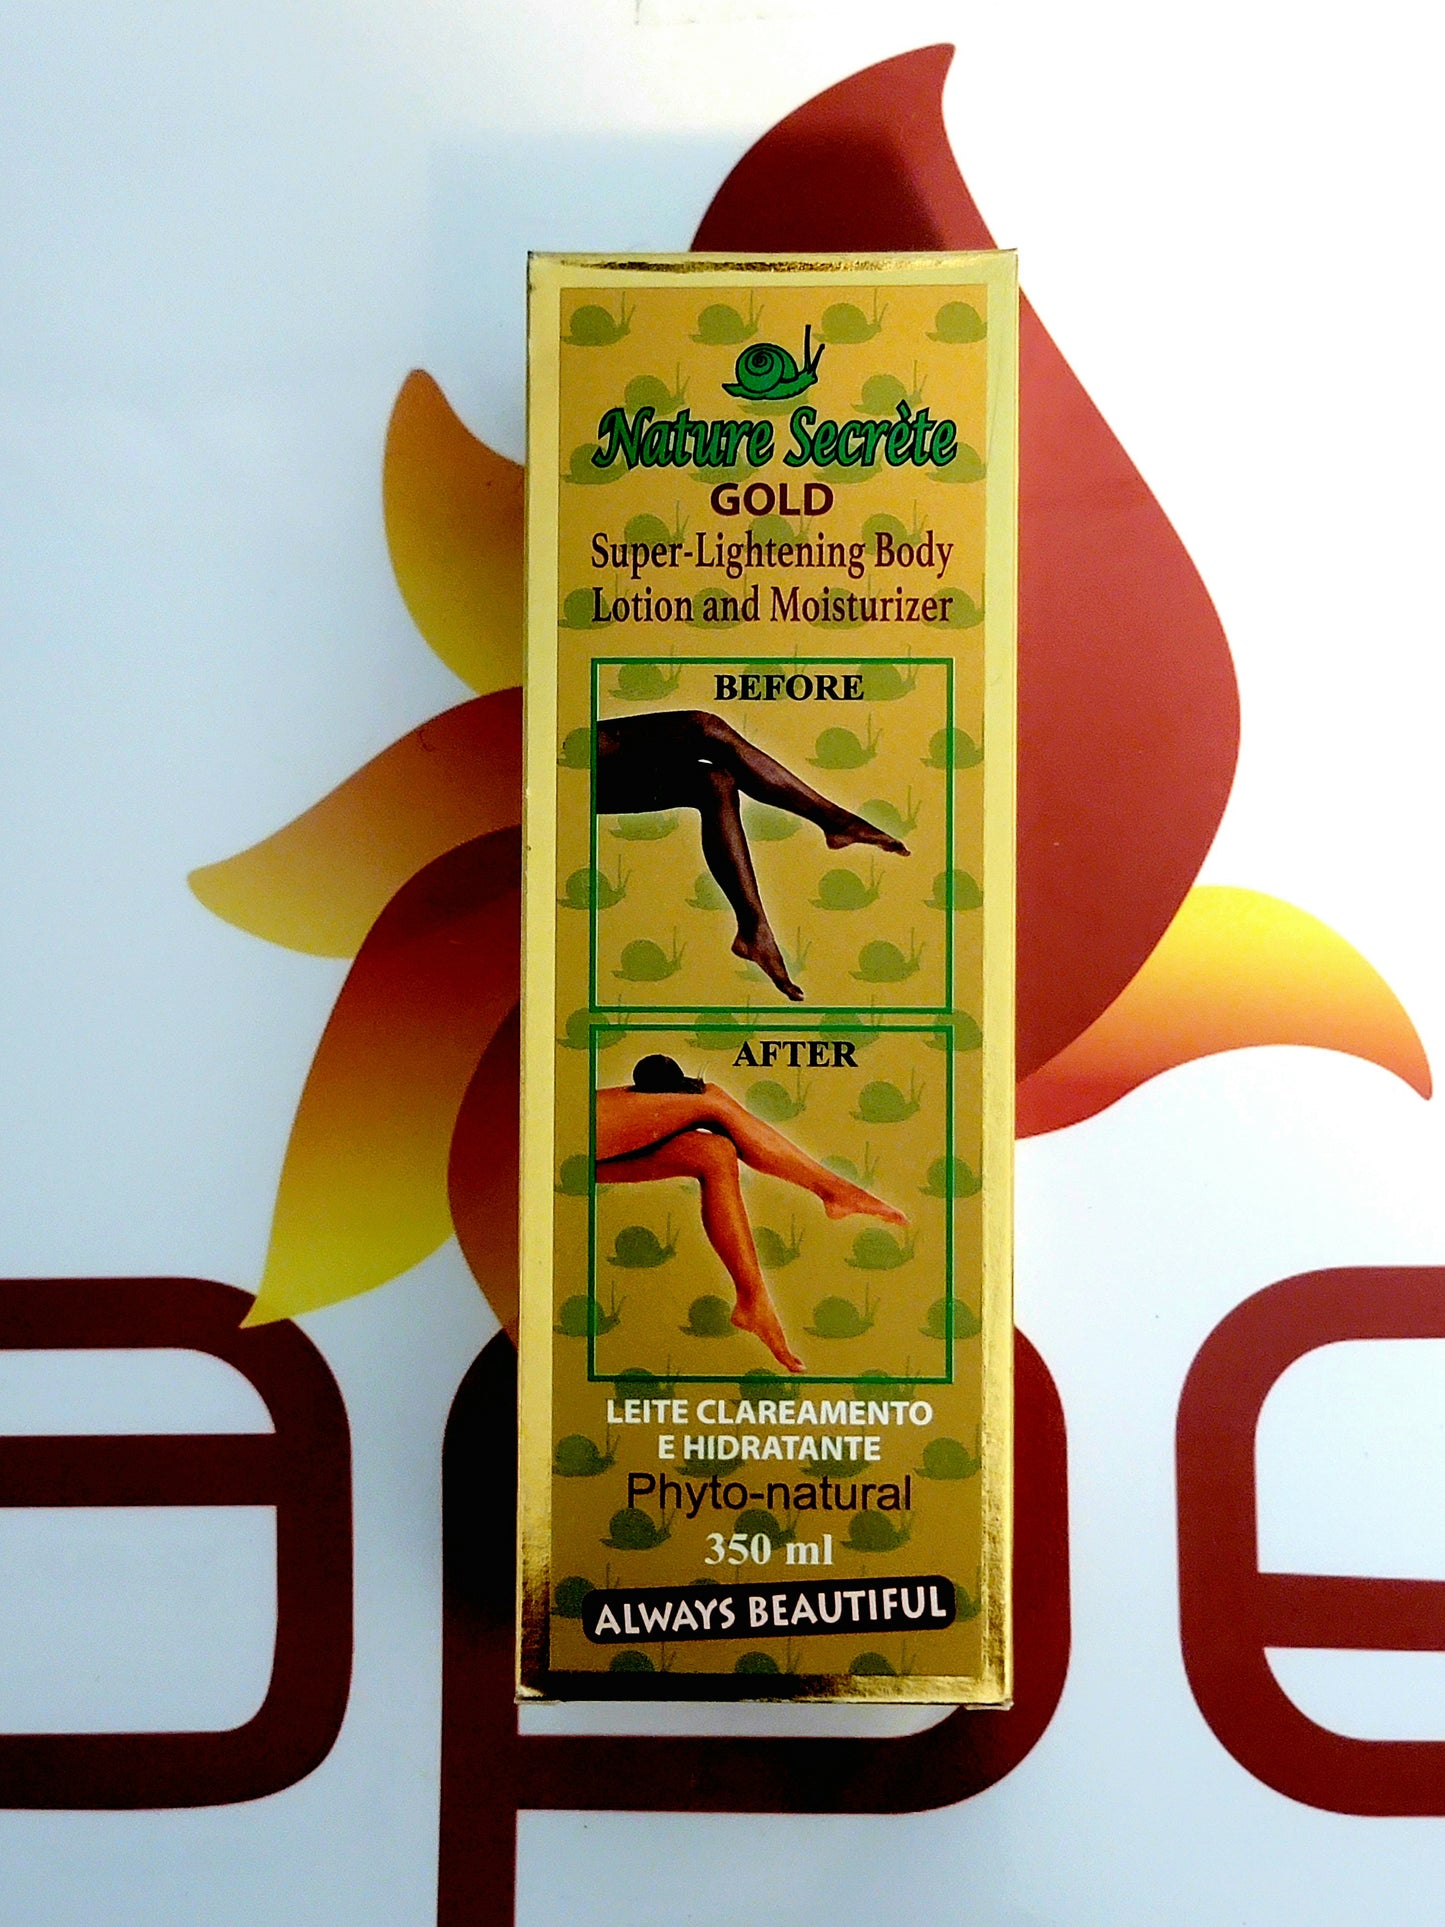 Nature Secrète
GOLD
Super-Lightening Body
Lotion and Moisturizer
BEFORE
AFTER
LEITE CLAREAMENTO
E HIDRATANTE
Phyto-natural
350 ml
ALWAYS BEAUTIFUL